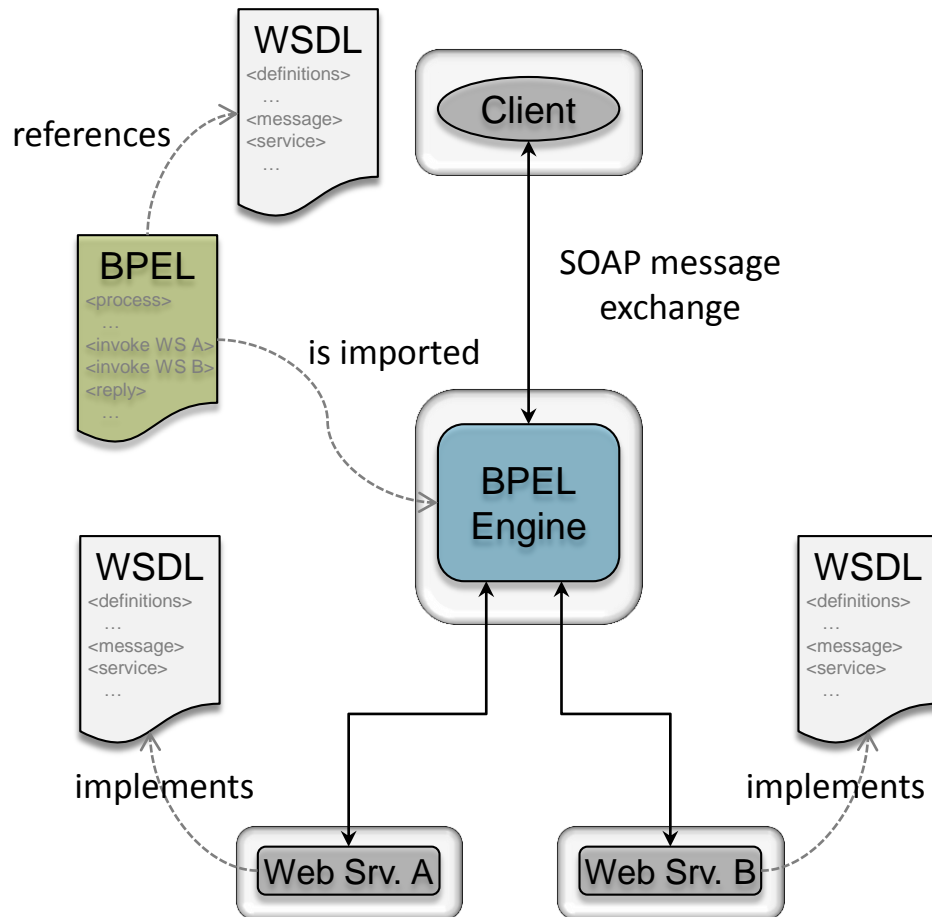 WSDL
<definitions>
…
<message>
<service>
…
Client
references
BPEL
<process>
…
<invoke WS A>
<invoke WS B>
<reply>
…
SOAP message
exchange
is imported
BPEL
Engine
WSDL
<definitions>
…
<message>
<service>
…
WSDL
<definitions>
…
<message>
<service>
…
implements
implements
Web Srv. A
Web Srv. B